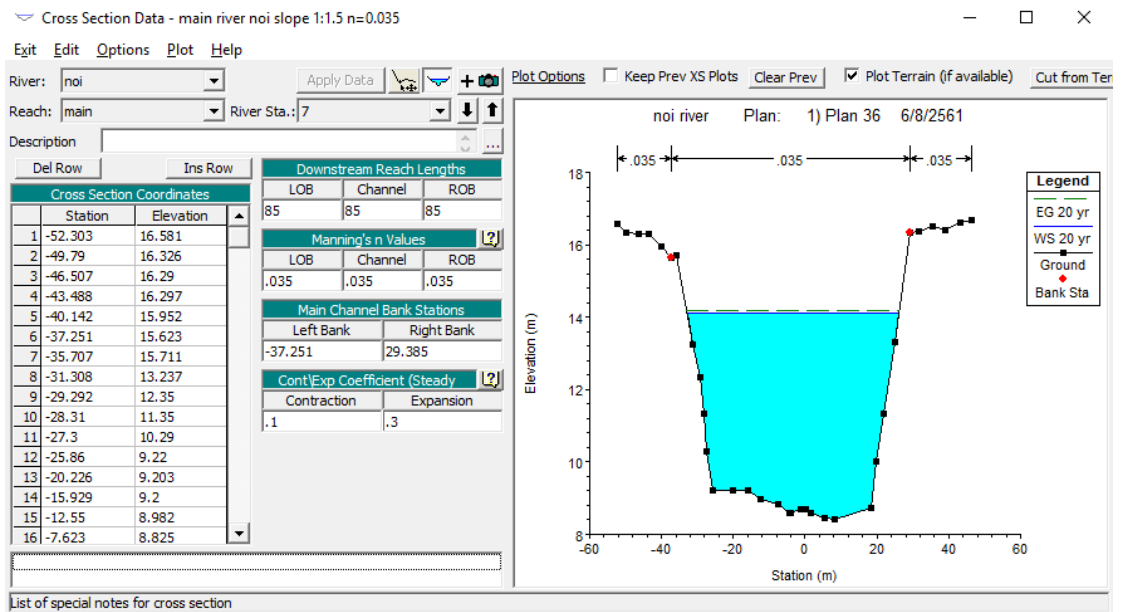 Cross Section Data - main river noi slope 1:1.5 n=0.035
Exit Edit Options Plot Help
River: noi Apply Data
Reach: main River Sta.: 7
Description ...
Del Row Ins Row
Cross Section Coordinates
Station Elevation
1 -52.303 16.581
2 -49.79 16.326
3 -46.507 16.29
4 -43.488 16.297
5 -40.142 15.952
6 -37.251 15.623
7 -35.707 15.711
8 -31.308 13.237
9 -29.292 12.35
10 -28.31 11.35
11 -27.3 10.29
12 -25.86 9.22
13 -20.226 9.203
14 -15.929 9.2
15 -12.55 8.982
16 -7.623 8.825
Downstream Reach Lengths
LOB Channel ROB
85 85 85
Manning's n Values ?
LOB Channel ROB
.035 .035 .035
Main Channel Bank Stations
Left Bank Right Bank
-37.251 29.385
Cont\Exp Coefficient (Steady ?
Contraction Expansion
.1 .3
Plot Options Keep Prev XS Plots Clear Prev Plot Terrain (if available) Cut from Ter
noi river Plan: 1) Plan 36 6/8/2561
.035 .035 .035
18
16
14
12
10
8
Elevation (m)
-60 -40 -20 0 20 40 60
Station (m)
Legend
EG 20 yr
WS 20 yr
Ground
Bank Sta
List of special notes for cross section